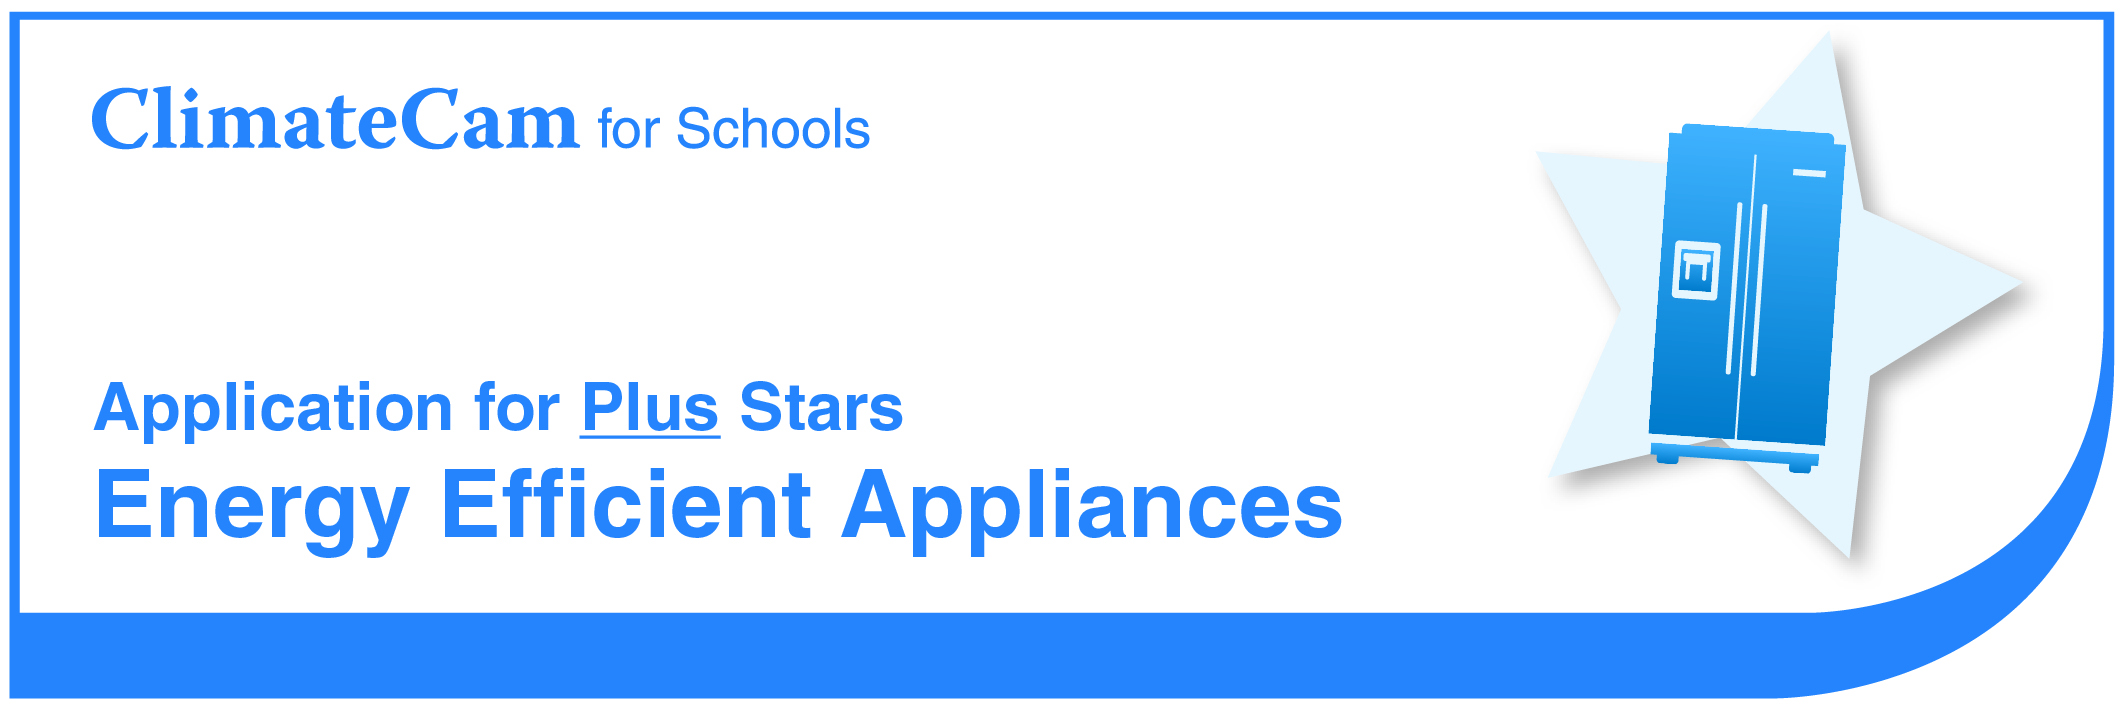 ClimateCam for Schools
Application for Plus Stars
Energy Efficient Appliances